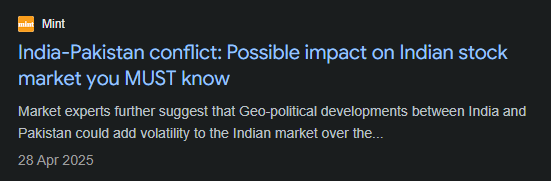 mint Mint
India-Pakistan conflict: Possible impact on Indian stock
market you MUST know
Market experts further suggest that Geo-political developments between India and
Pakistan could add volatility to the Indian market over the...
28 Apr 2025